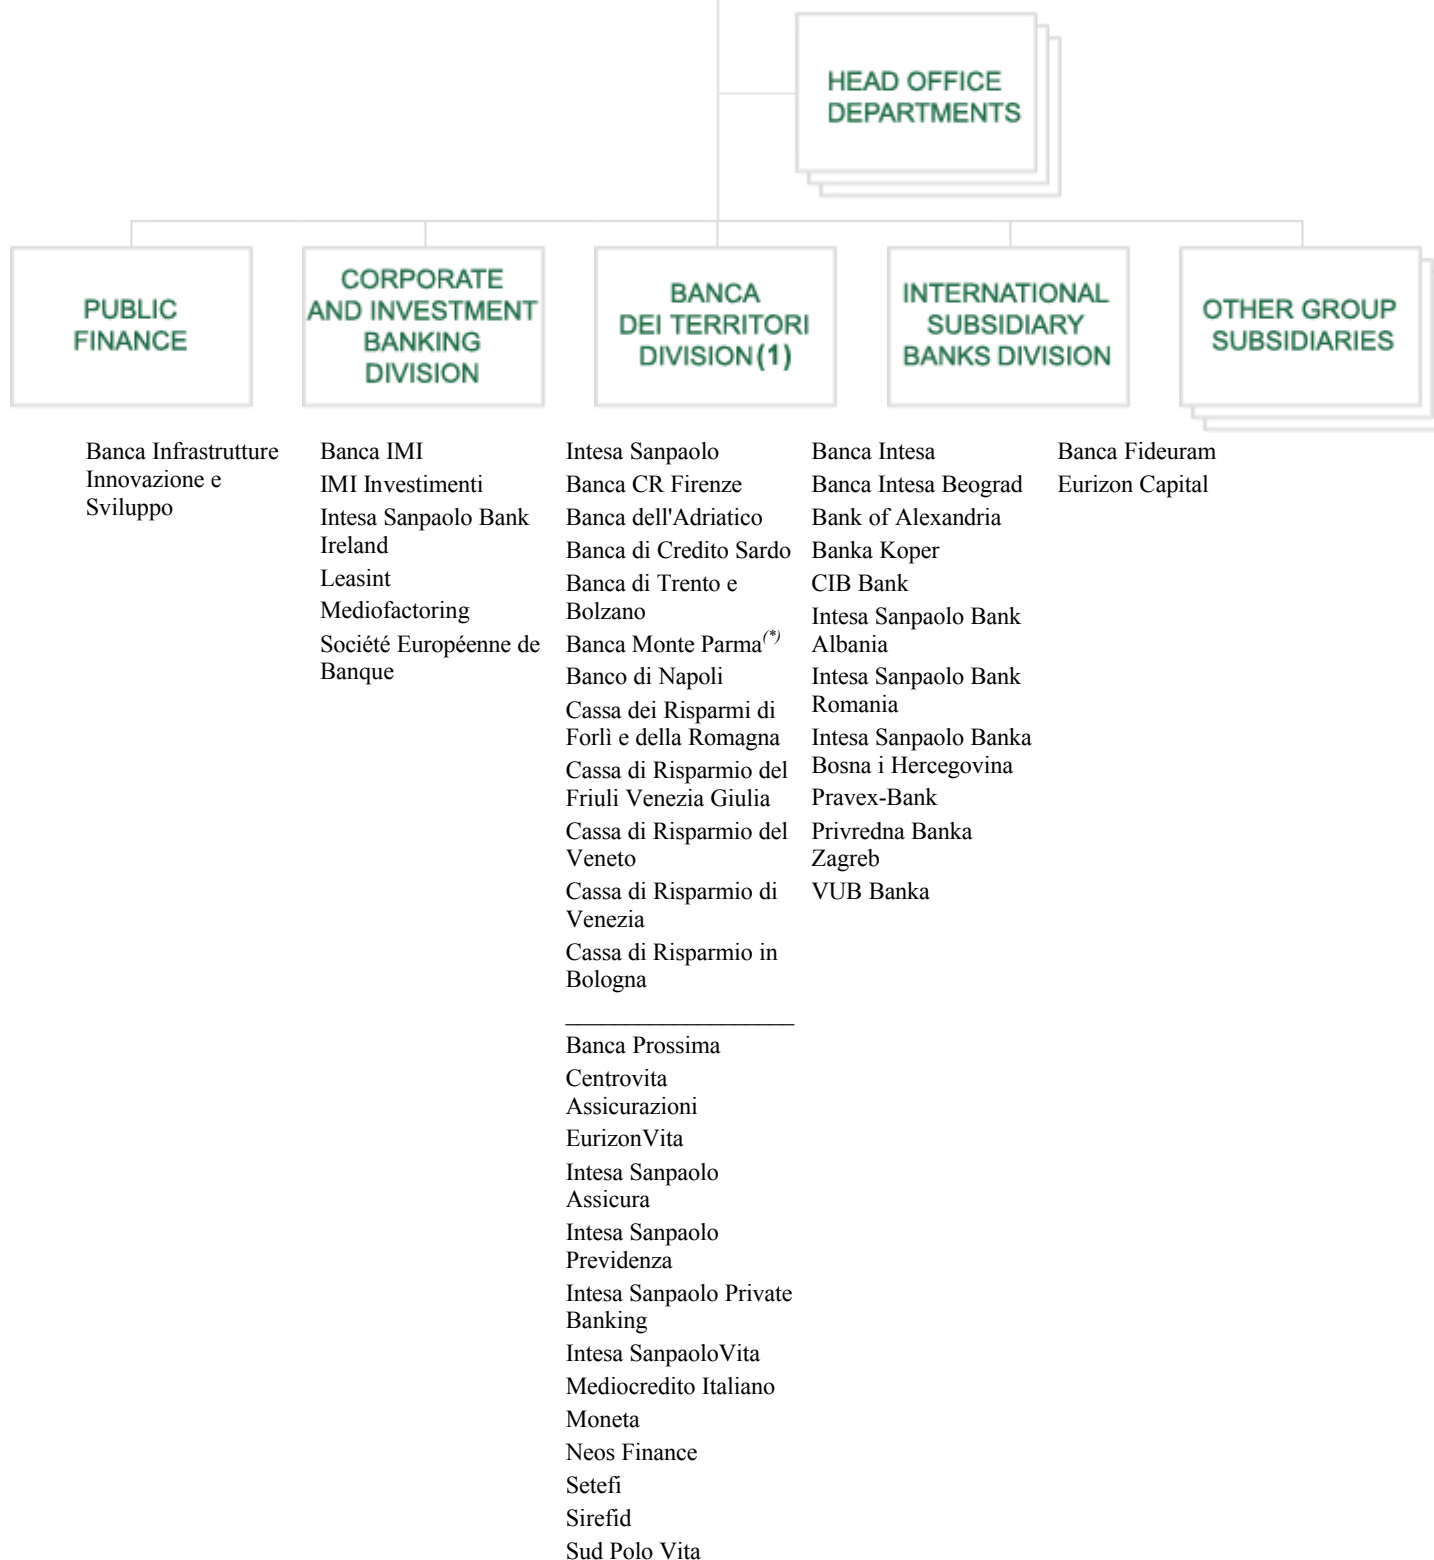 HEAD OFFICE
DEPARTMENTS
PUBLIC
FINANCE
CORPORATE
AND INVESTMENT
BANKING
DIVISION
BANCA
DEI TERRITORI
DIVISION(1)
INTERNATIONAL
SUBSIDIARY
BANKS DIVISION
OTHER GROUP
SUBSIDIARIES
Banca Infrastrutture
Innovazione e
Sviluppo
Banca IMI
IMI Investimenti
Intesa Sanpaolo Bank
Ireland
Leasint
Mediofactoring
Société Européenne de
Banque
Intesa Sanpaolo
Banca CR Firenze
Banca dell'Adriatico
Banca di Credito Sardo
Banca di Trento e
Bolzano
Banca Monte Parma(*)
Banco di Napoli
Cassa dei Risparmi di
Forlì e della Romagna
Cassa di Risparmio del
Friuli Venezia Giulia
Cassa di Risparmio del
Veneto
Cassa di Risparmio di
Venezia
Cassa di Risparmio in
Bologna
Banca Prossima
Centrovita
Assicurazioni
EurizonVita
Intesa Sanpaolo
Assicura
Intesa Sanpaolo
Previdenza
Intesa Sanpaolo Private
Banking
Intesa SanpaoloVita
Mediocredito Italiano
Moneta
Neos Finance
Setefi
Sirefid
Sud Polo Vita
Banca Intesa
Banca Intesa Beograd
Bank of Alexandria
Banka Koper
CIB Bank
Intesa Sanpaolo Bank
Albania
Intesa Sanpaolo Bank
Romania
Intesa Sanpaolo Banka
Bosna i Hercegovina
Pravex-Bank
Privredna Banka
Zagreb
VUB Banka
Banca Fideuram
Eurizon Capital